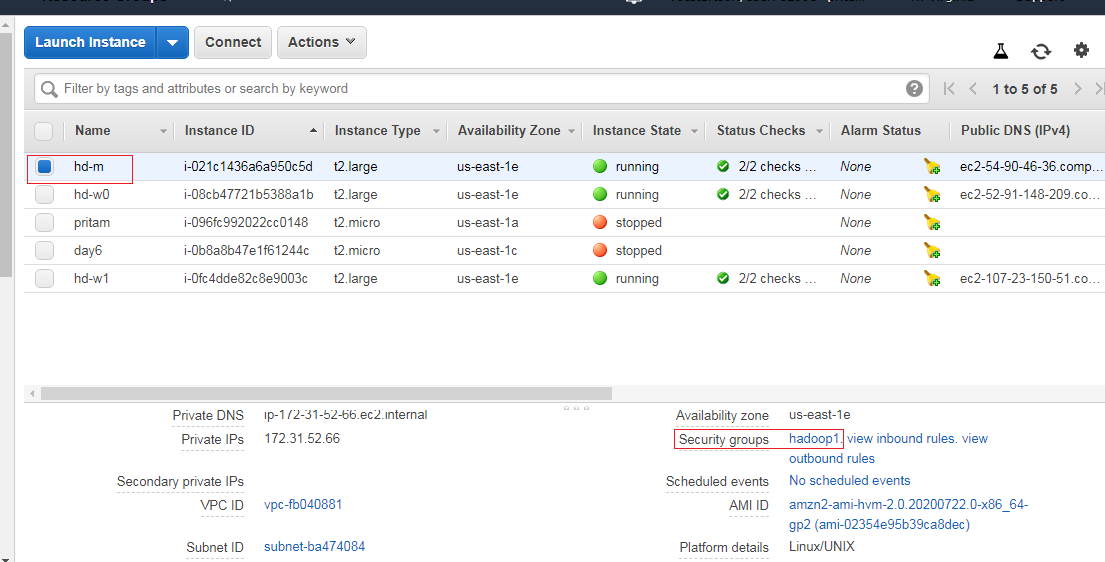 Launch Instance Connect Actions
Filter by tags and attributes or search by keyword 1 to 5 of 5
Name Instance ID Instance Type Availability Zone Instance State Status Checks Alarm Status Public DNS (IPv4)
hd-m i-021c1436a6a950c5d t2.large us-east-1e running 2/2 checks ... None ec2-54-90-46-36.comp...
hd-w0 i-08cb47721b5388a1b t2.large us-east-1e running 2/2 checks ... None ec2-52-91-148-209.co...
pritam i-096fc992022cc0148 t2.micro us-east-1a stopped None
day6 i-0b8a8b47e1f61244c t2.micro us-east-1c stopped None
hd-w1 i-0fc4dde82c8e9003c t2.large us-east-1e running 2/2 checks ... None ec2-107-23-150-51.co...
Private DNS ip-172-31-52-66.ec2.internal Availability zone us-east-1e
Private IPs 172.31.52.66 Security groups hadoop1. view inbound rules. view
outbound rules
Secondary private IPs Scheduled events No scheduled events
VPC ID vpc-fb040881 AMI ID amzn2-ami-hvm-2.0.20200722.0-x86_64-
gp2 (ami-02354e95b39ca8dec)
Subnet ID subnet-ba474084 Platform details Linux/UNIX